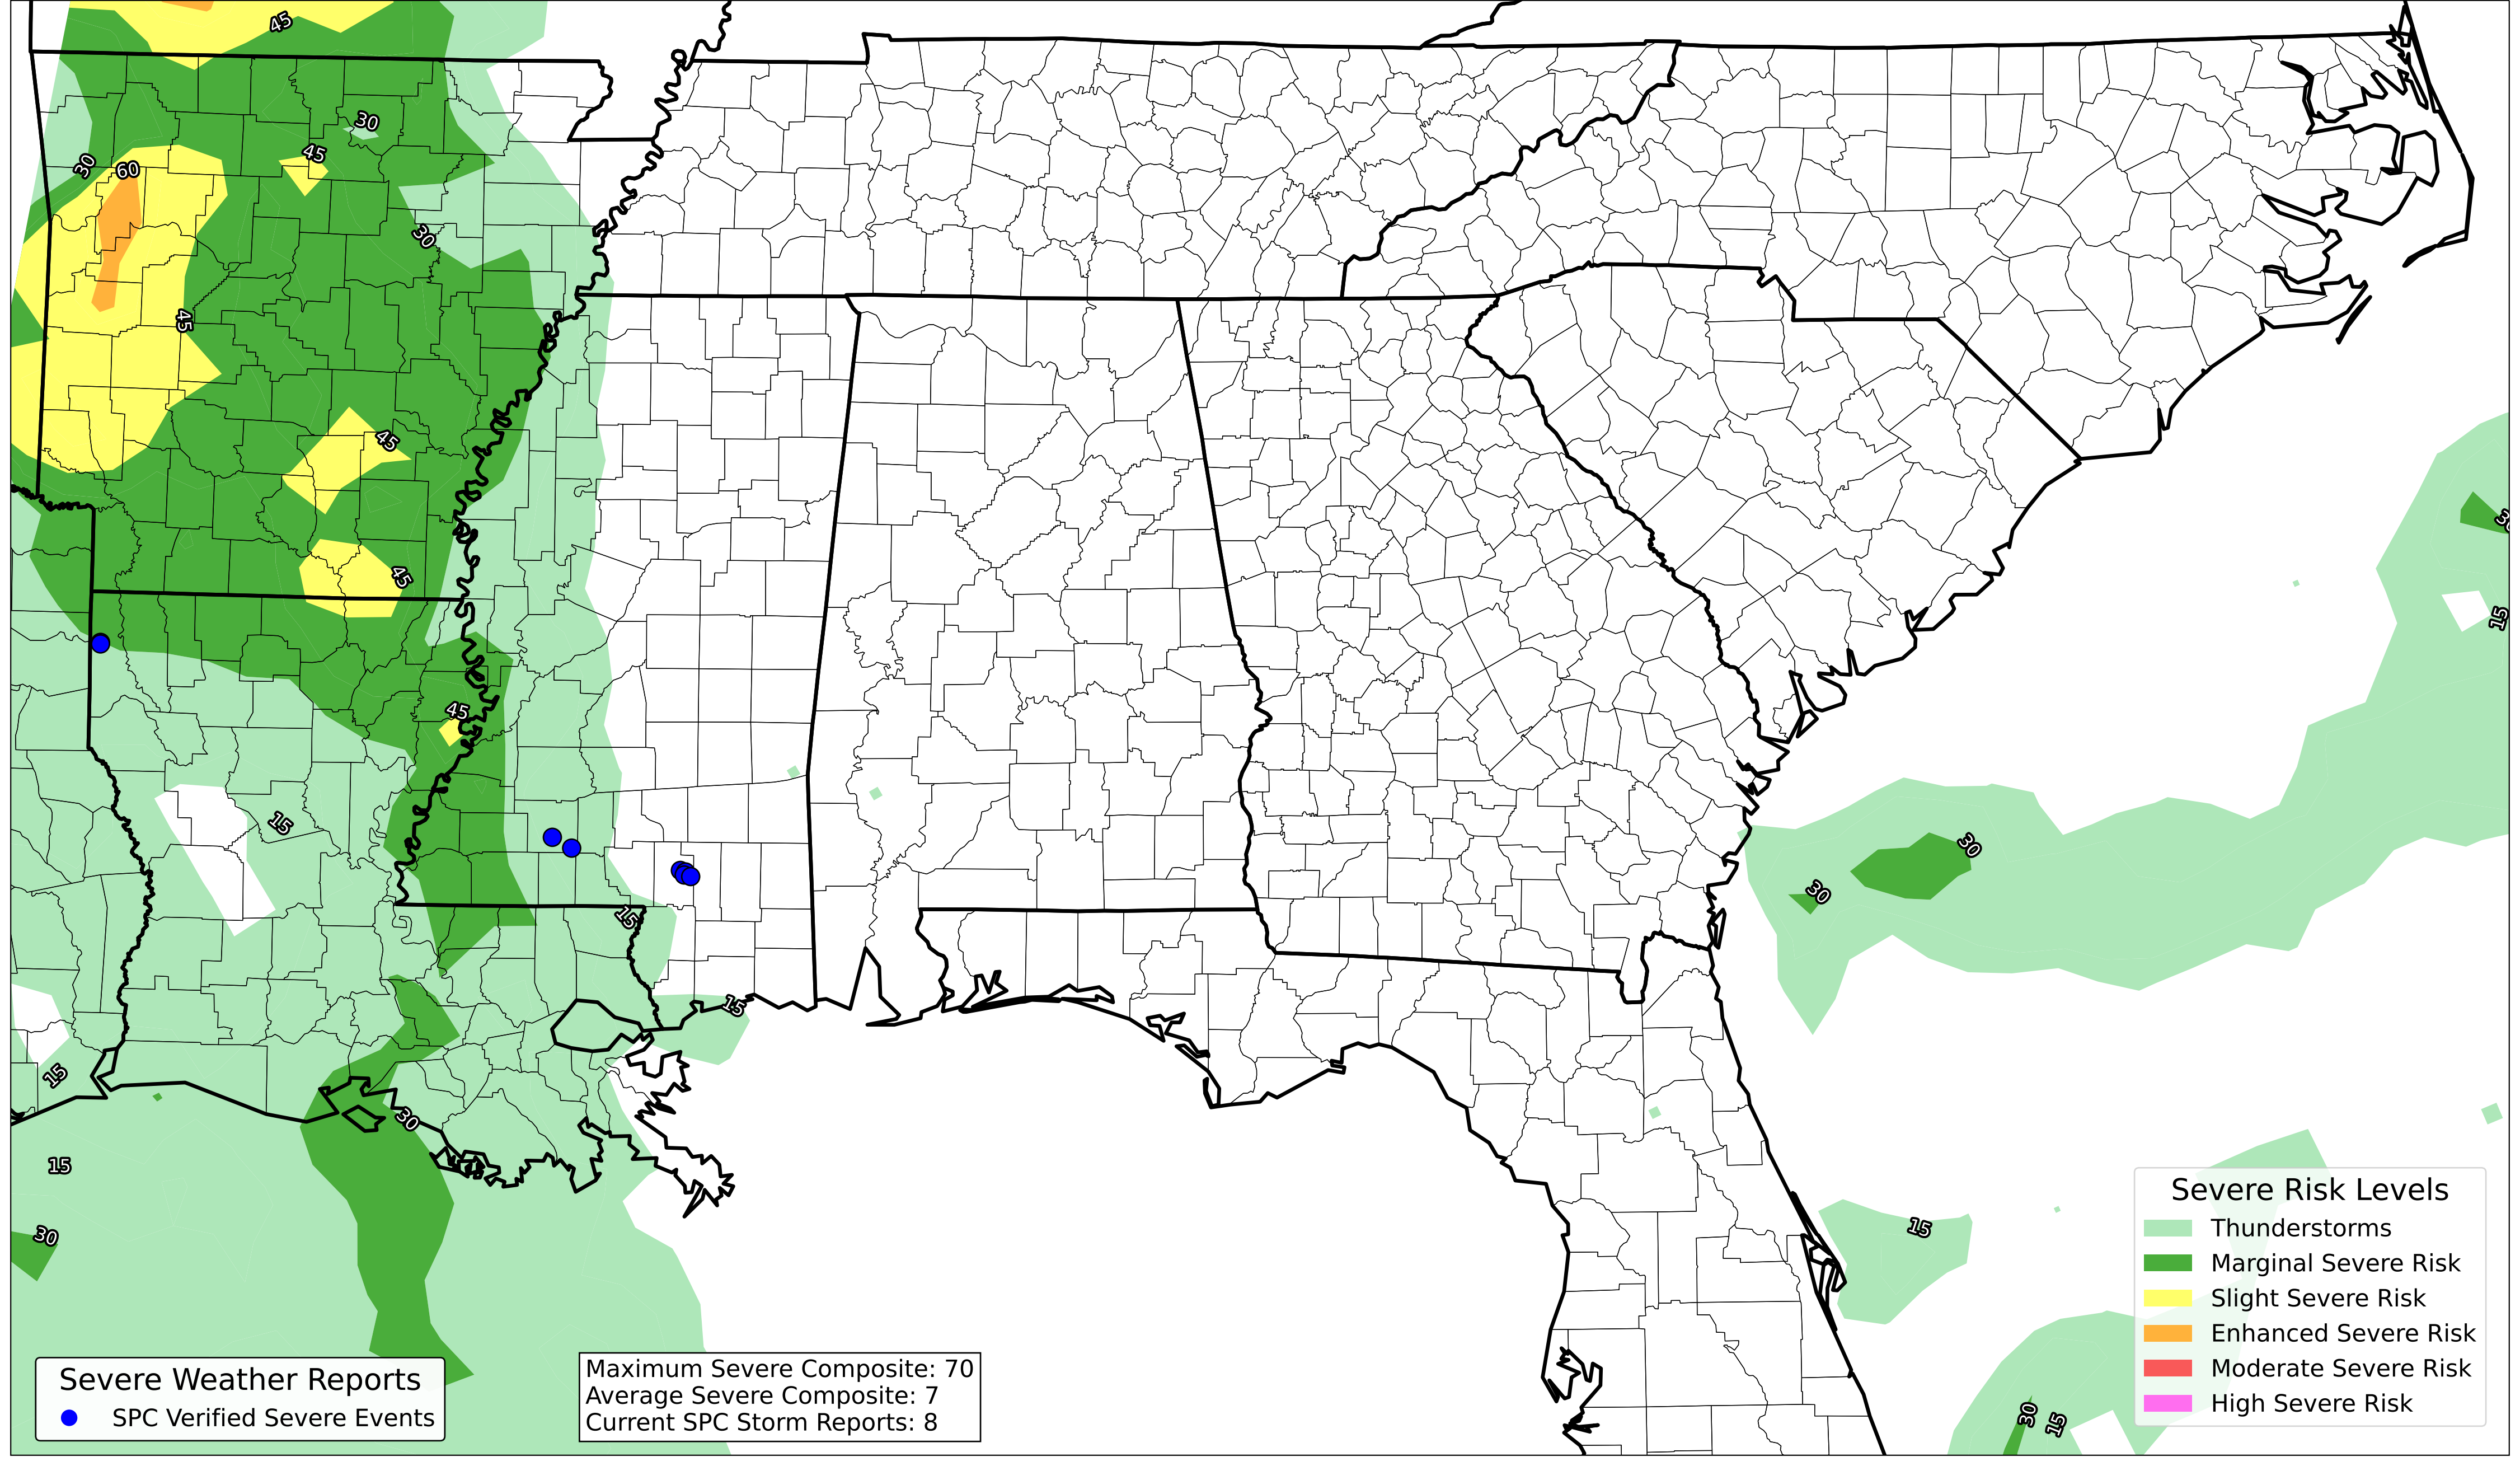 45
30
45
30
60
30
45
45
30
45
15
45
30
15
30
15
15
15
30
15
15
30
15
30
15
Severe Risk Levels
Thunderstorms
Marginal Severe Risk
Slight Severe Risk
Enhanced Severe Risk
Moderate Severe Risk
High Severe Risk
Severe Weather Reports
SPC Verified Severe Events
Maximum Severe Composite: 70
Average Severe Composite: 7
Current SPC Storm Reports: 8